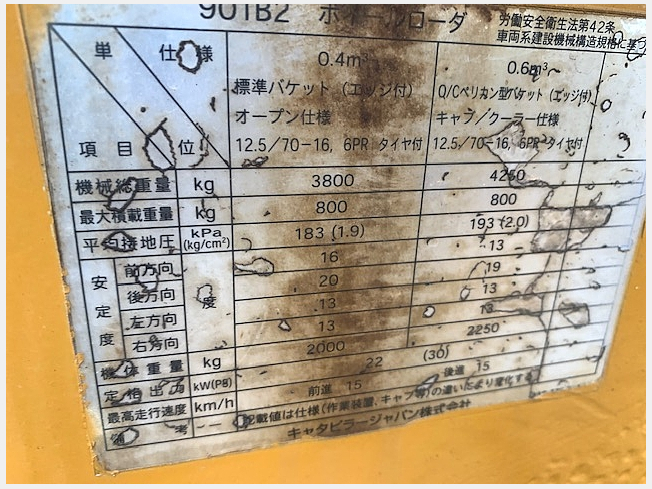 901B2 ホイールローダ
労働安全衛生法第42条
車両系建設機械構造規格に基づ
単 仕様
位
項目
0.4m³
標準バケット(エッジ付)
オープン仕様
12.5/70-16, 6PR タイヤ付
0.6m³
Q/Cペリカン型バケット(エッジ付)
キャブ/クーラー仕様
12.5/70-16, 6PR タイヤ付
機械総重量 kg 3800 4250
最大積載重量 kg 800 800
平均接地圧 kPa (kg/cm²) 183 (1.9) 193 (2.0)
安定度 度
前方向 16 13
後方向 20 19
左方向 13 13
右方向 13 13
機体重量 kg 2000 2250
定格出力 kW(PS) 22 (30)
最高走行速度 km/h 前進 15 後進 15
備考 -- 記載値は仕様(作業装置、キャブ等)の違いにより変化する
キャタピラージャパン株式会社